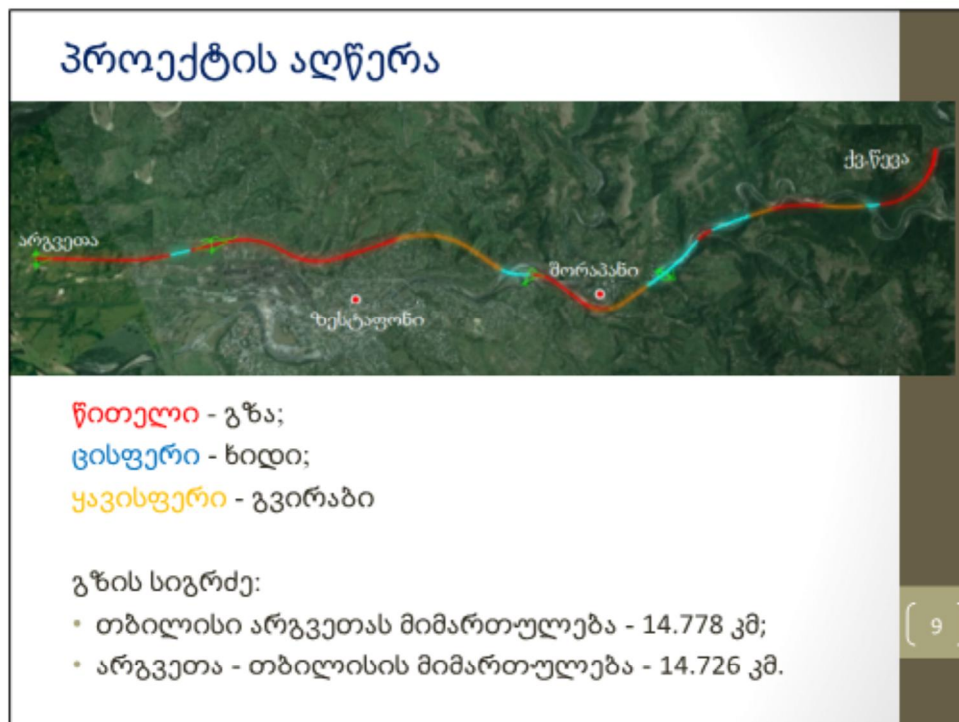 პროექტის აღწერა
ქვ.წევა
არგვეთა
შორაპანი
ზესტაფონი
წითელი - გზა;
ცისფერი - ხიდი;
ყავისფერი - გვირაბი
გზის სიგრძე:
• თბილისი არგვეთას მიმართულება - 14.778 კმ;
• არგვეთა - თბილისის მიმართულება - 14.726 კმ.
9